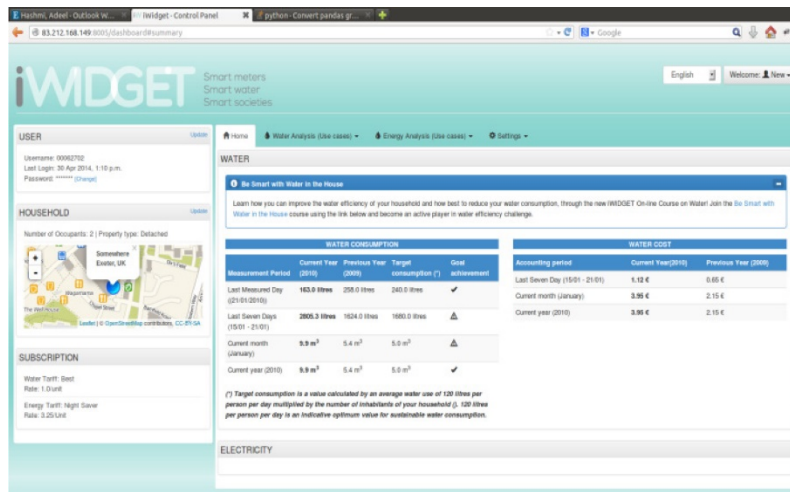 Hashmi, Adeel - Outlook W...
iWidget - Control Panel
python - Convert pandas gr...
83.212.168.149:8005/dashboard#summary
Google
iWIDGET
Smart meters
Smart water
Smart societies
English
Welcome: New
USER
Update
Username: 00062702
Last Login: 30 Apr 2014, 1:10 p.m.
Password: ******* (Change)
HOUSEHOLD
Update
Number of Occupants: 2 | Property type: Detached
+
-
Somewhere
Exeter, UK
Wagamama
Leaflet | © OpenStreetMap contributors, CC-BY-SA
SUBSCRIPTION
Water Tariff: Best
Rate: 1.0/unit
Energy Tariff: Night Saver
Rate: 3.25/Unit
Home
Water Analysis (Use cases)
Energy Analysis (Use cases)
Settings
WATER
Be Smart with Water in the House
Learn how you can improve the water efficiency of your household and how best to reduce your water consumption, through the new IWIDGET On-line Course on Water! Join the Be Smart with
Water in the House course using the link below and become an active player in water efficiency
challenge.
WATER CONSUMPTION
Measurement Period
Current Year (2010)
Previous Year (2009)
Target consumption (*)
Goal achievement
Last Measured Day ((21/01/2010)) 163.0 litres 258.0 litres 240.0 litres
Last Seven Days (15/01 - 21/01) 2805.3 litres 1624.0 litres 1680.0 litres
Current month (January) 9.9 m³ 5.4 m³ 5.0 m³
Current year (2010) 9.9 m³ 5.4 m³ 5.0 m³
(*) Target consumption is a value calculated by an average water use of 120 litres per
person per day multiplied by the number of inhabitants of your household (). 120 litres
per person per day is an indicative optimum value for sustainable water consumption.
WATER COST
Accounting period Current Year(2010) Previous Year (2009)
Last Seven Day (15/01 - 21/01) 1.12 € 0.65 €
Current month (January) 3.95 € 2.15 €
Current year (2010) 3.95 € 2.15 €
ELECTRICITY